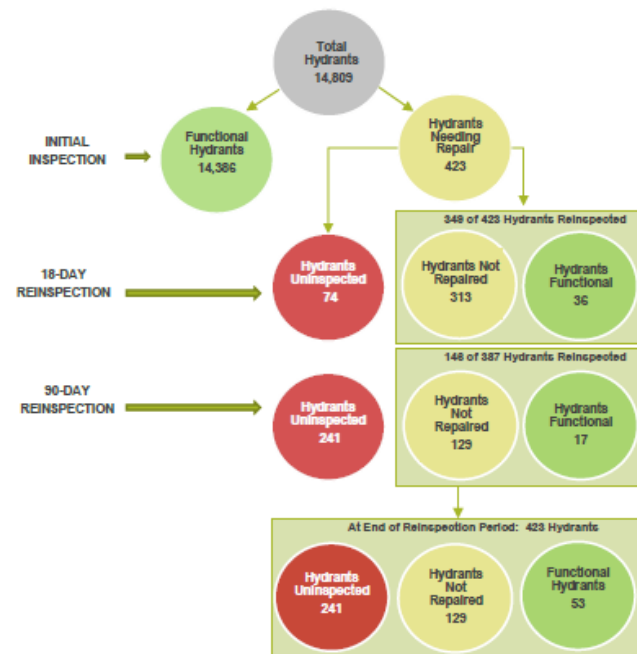 Total
Hydrants
14,809
INITIAL
INSPECTION
Functional
Hydrants
14,386
Hydrants
Needing
Repair
423
349 of 423 Hydrants Reinspected
18-DAY
REINSPECTION
Hydrants
Uninspected
74
Hydrants Not
Repaired
313
Hydrants
Functional
36
146 of 387 Hydrants Reinspected
90-DAY
REINSPECTION
Hydrants
Uninspected
241
Hydrants
Not
Repaired
129
Hydrants
Functional
17
At End of Reinspection Period: 423 Hydrants
Hydrants
Uninspected
241
Hydrants
Not
Repaired
129
Functional
Hydrants
53